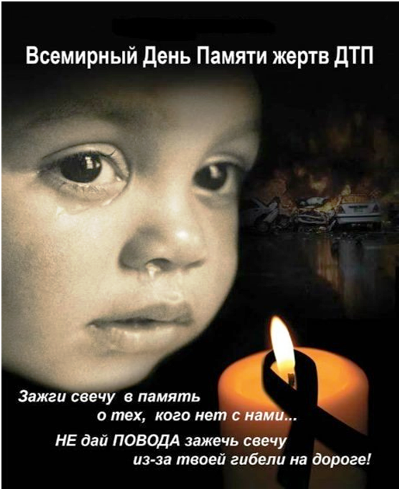 Всемирный День Памяти жертв ДТП
Зажги свечу в память
о тех, кого нет с нами...
НЕ дай ПОВОДА зажечь свечу
из-за твоей гибели на дороге!